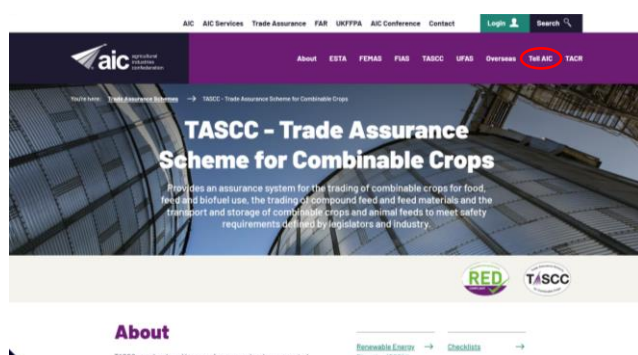 AIC AIC Services Trade Assurance FAR UKFFPA AIC Conference Contact Login Search
aic agricultural industries confederation
About ESTA FEMAS FIAS TASCC UFAS Overseas Tell AIC TACR
You're here: Trade Assurance Schemes → TASCC - Trade Assurance Scheme for Combinable Crops
TASCC – Trade Assurance
Scheme for Combinable Crops
Provides an assurance system for the trading of combinable crops for food,
feed and biofuel use, the trading of compound feed and feed materials and the
transport and storage of combinable crops and animal feeds to meet safety
requirements defined by legislators and industry.
RED TASCC
About
Renewable Energy → Checklists →